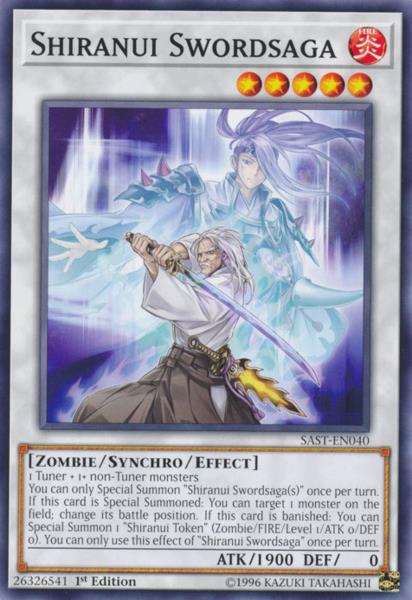 SHIRANUI SWORDSAGA
FIRE
炎
SAST-EN040
[ZOMBIE/SYNCHRO/EFFECT]
1 Tuner + 1+ non-Tuner monsters
You can only Special Summon "Shiranui Swordsaga(s)" once per turn.
If this card is Special Summoned: You can target 1 monster on the
field; change its battle position. If this card is banished: You can
Special Summon 1 "Shiranui Token" (Zombie/FIRE/Level 1/ATK 0/DEF
0). You can only use this effect of "Shiranui Swordsaga" once per turn.
ATK/1900 DEF/ 0
26326541 1st Edition ©1996 KAZUKI TAKAHASHI